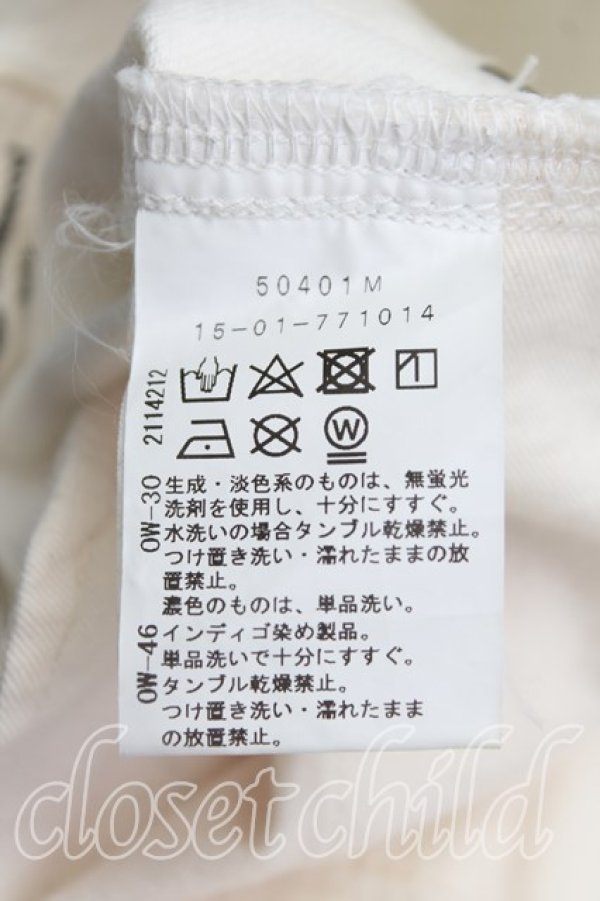 50401M
15-01-771014
2114212
W
OW-30
生成・淡色系のものは、無蛍光
洗剤を使用し、十分にすすぐ。
水洗いの場合タンブル乾燥禁止。
つけ置き洗い・濡れたままの放
置禁止。
濃色のものは、単品洗い。
OW-46
インディゴ染め製品。
単品洗いで十分にすすぐ。
タンブル乾燥禁止。
つけ置き洗い・濡れたまま
の放置禁止。
closet child